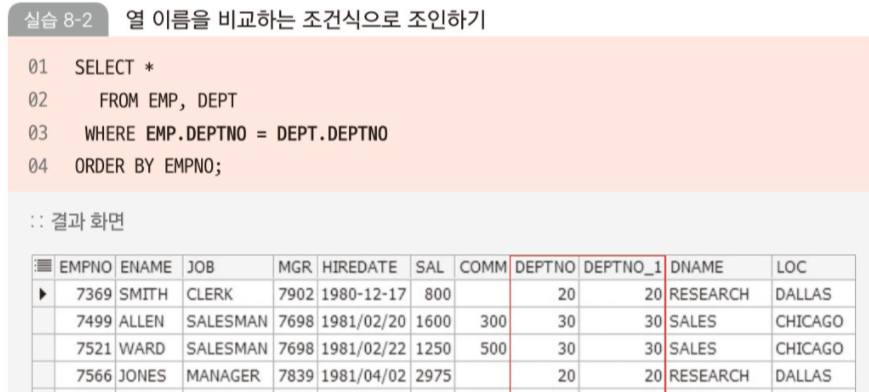 실습 8-2 열 이름을 비교하는 조건식으로 조인하기
01 SELECT *
02 FROM EMP, DEPT
03 WHERE EMP.DEPTNO = DEPT.DEPTNO
04 ORDER BY EMPNO;
:: 결과 화면
EMPNO ENAME JOB MGR HIREDATE SAL COMM DEPTNO DEPTNO_1 DNAME LOC
7369 SMITH CLERK 7902 1980-12-17 800 20 20 RESEARCH DALLAS
7499 ALLEN SALESMAN 7698 1981/02/20 1600 300 30 30 SALES CHICAGO
7521 WARD SALESMAN 7698 1981/02/22 1250 500 30 30 SALES CHICAGO
7566 JONES MANAGER 7839 1981/04/02 2975 20 20 RESEARCH DALLAS